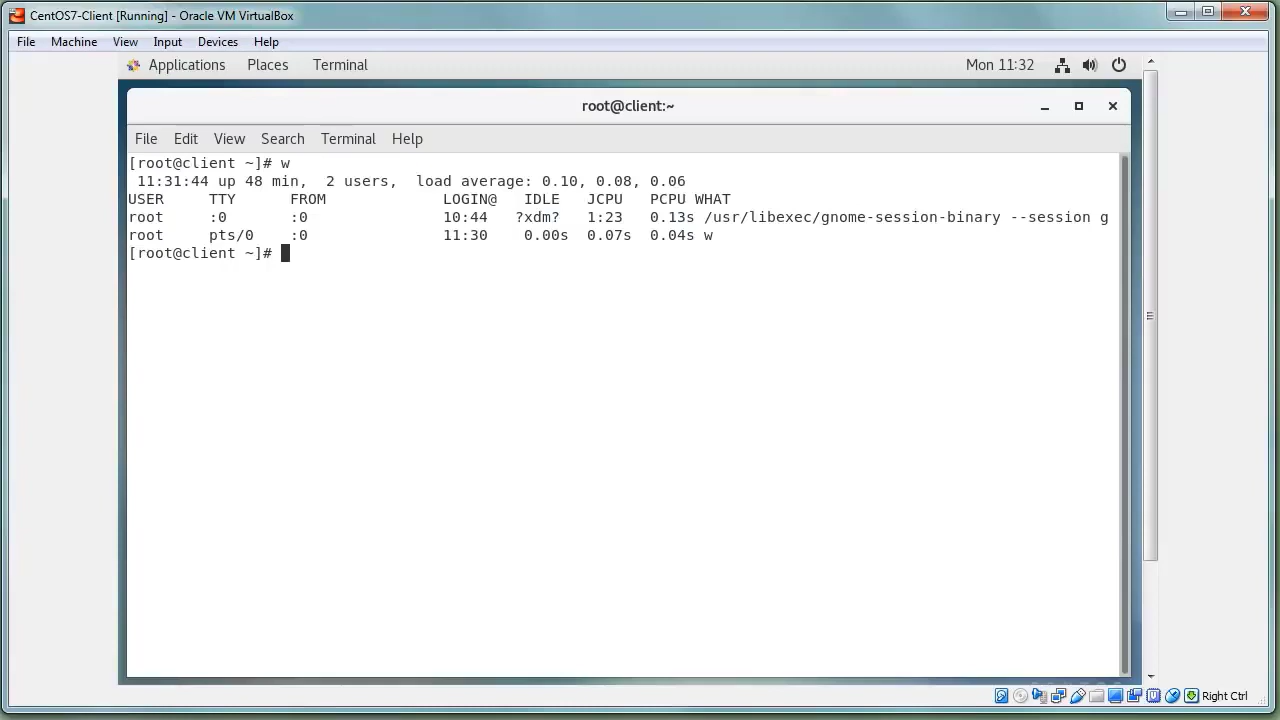 CentOS7-Client [Running] - Oracle VM VirtualBox
File Machine View Input Devices Help
Applications Places Terminal Mon 11:32
root@client:~
File Edit View Search Terminal Help
[root@client ~]# w
11:31:44 up 48 min, 2 users, load average: 0.10, 0.08, 0.06
USER TTY FROM LOGIN@ IDLE JCPU PCPU WHAT
root :0 :0 10:44 ?xdm? 1:23 0.13s /usr/libexec/gnome-session-binary --session g
root pts/0 :0 11:30 0.00s 0.07s 0.04s w
[root@client ~]#
Right Ctrl